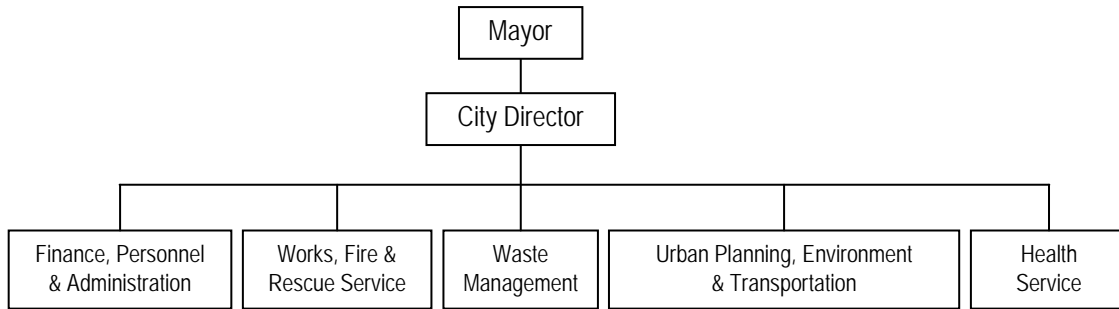 Mayor
City Director
Finance, Personnel
& Administration
Works, Fire &
Rescue Service
Waste
Management
Urban Planning, Environment
& Transportation
Health
Service